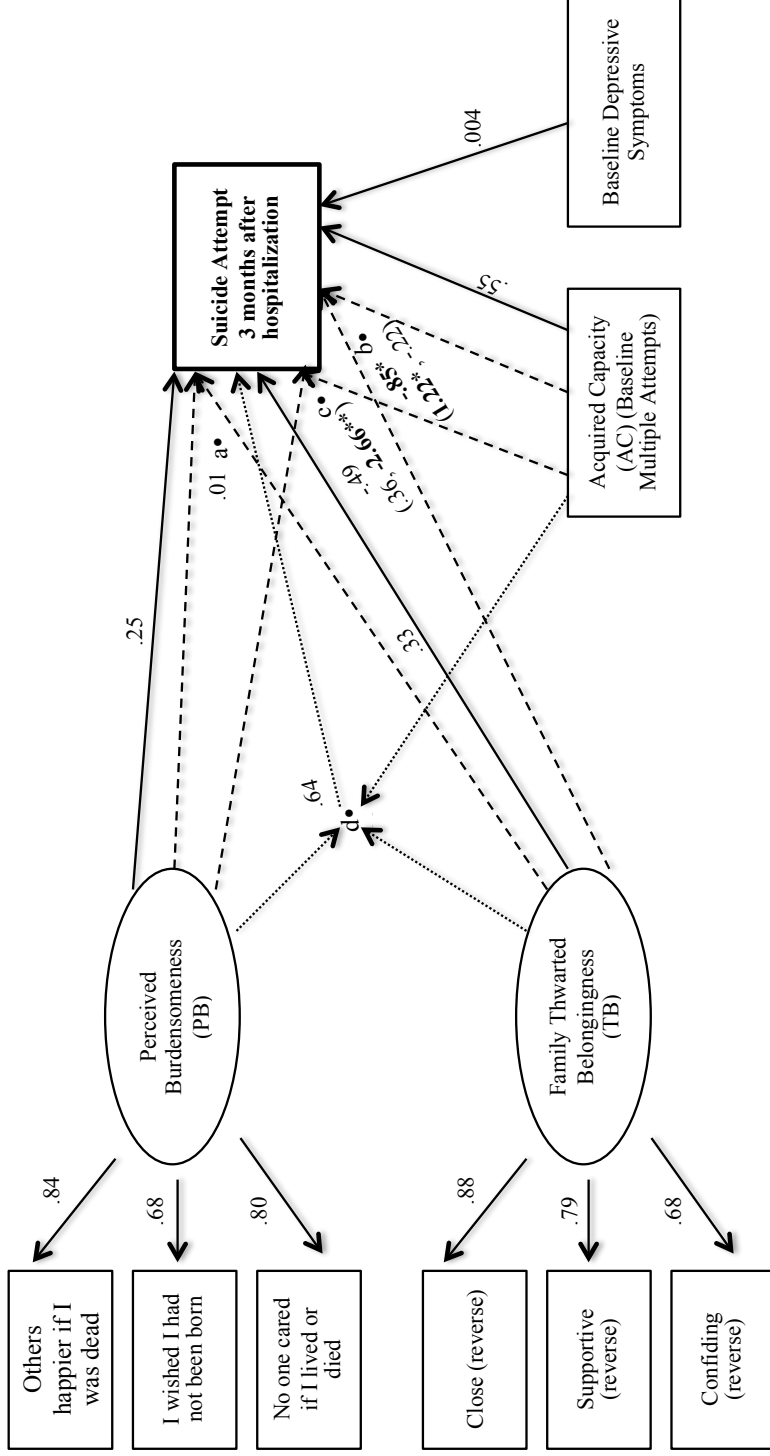 Others
happier if I
was dead
I wished I had
not been born
No one cared
if I lived or
died
Close (reverse)
Supportive
(reverse)
Confiding
(reverse)
.84
.68
.80
.88
.79
.68
Perceived
Burdensomeness
(PB)
Family Thwarted
Belongingness
(TB)
.25
.01 a•
.64
d•
.33
-.49 c•
(.36, -2.66**)
-.85* b•
(1.22*, -.22)
.55
.004
Suicide Attempt
3 months after
hospitalization
Acquired Capacity
(AC) (Baseline
Multiple Attempts)
Baseline Depressive
Symptoms